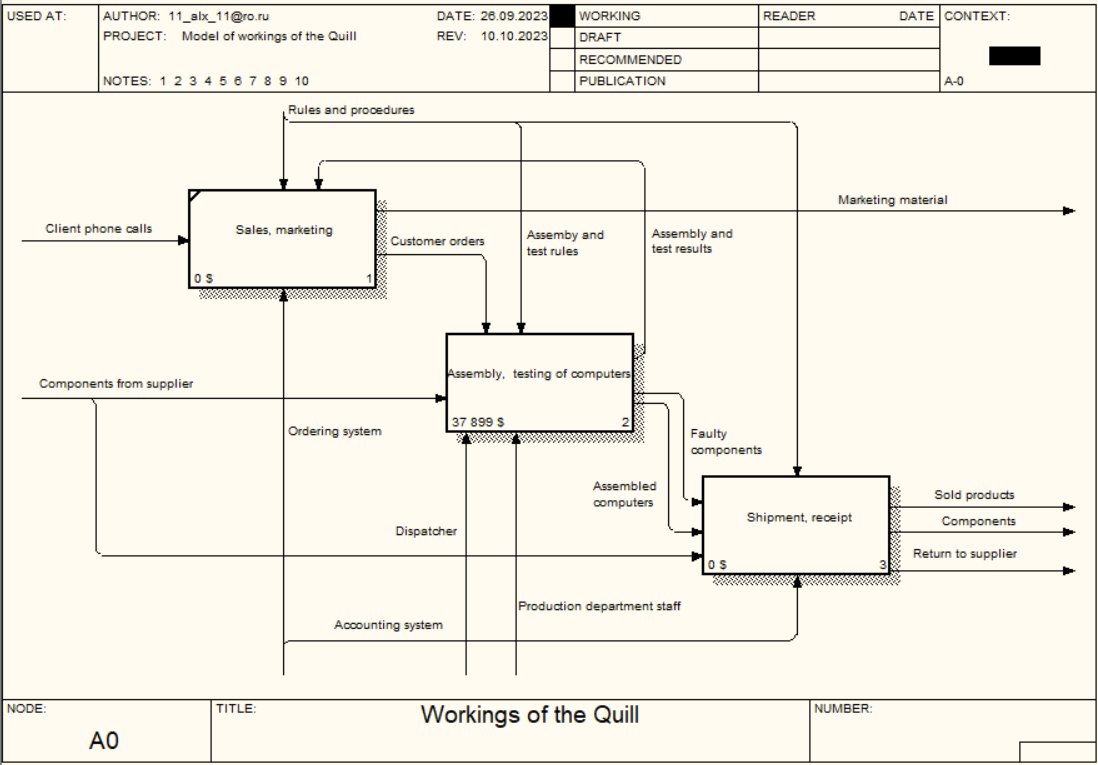 USED AT:
AUTHOR: 11_alx_11@ro.ru
DATE: 26.09.2023
WORKING
READER
DATE
CONTEXT:
PROJECT: Model of workings of the Quill
REV: 10.10.2023
DRAFT
RECOMMENDED
NOTES: 1 2 3 4 5 6 7 8 9 10
PUBLICATION
A-0
Rules and procedures
Marketing material
Client phone calls
Sales, marketing
Customer orders
Assemby and
test rules
Assembly and
test results
0 $
1
Components from supplier
Assembly, testing of computers
37 899 $
2
Ordering system
Faulty
components
Assembled
computers
Sold products
Shipment, receipt
Components
Dispatcher
Return to supplier
0 $
3
Production department staff
Accounting system
NODE:
TITLE:
Workings of the Quill
NUMBER:
A0